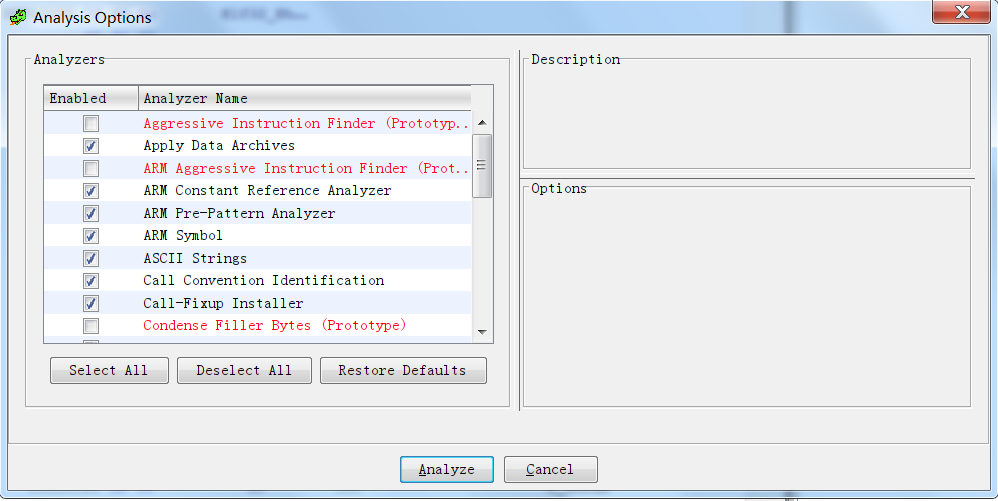 Analysis Options
Analyzers
Enabled Analyzer Name
Aggressive Instruction Finder (Prototyp..
Apply Data Archives
ARM Aggressive Instruction Finder (Prot..
ARM Constant Reference Analyzer
ARM Pre-Pattern Analyzer
ARM Symbol
ASCII Strings
Call Convention Identification
Call-Fixup Installer
Condense Filler Bytes (Prototype)
Select All Deselect All Restore Defaults
Description
Options
Analyze Cancel